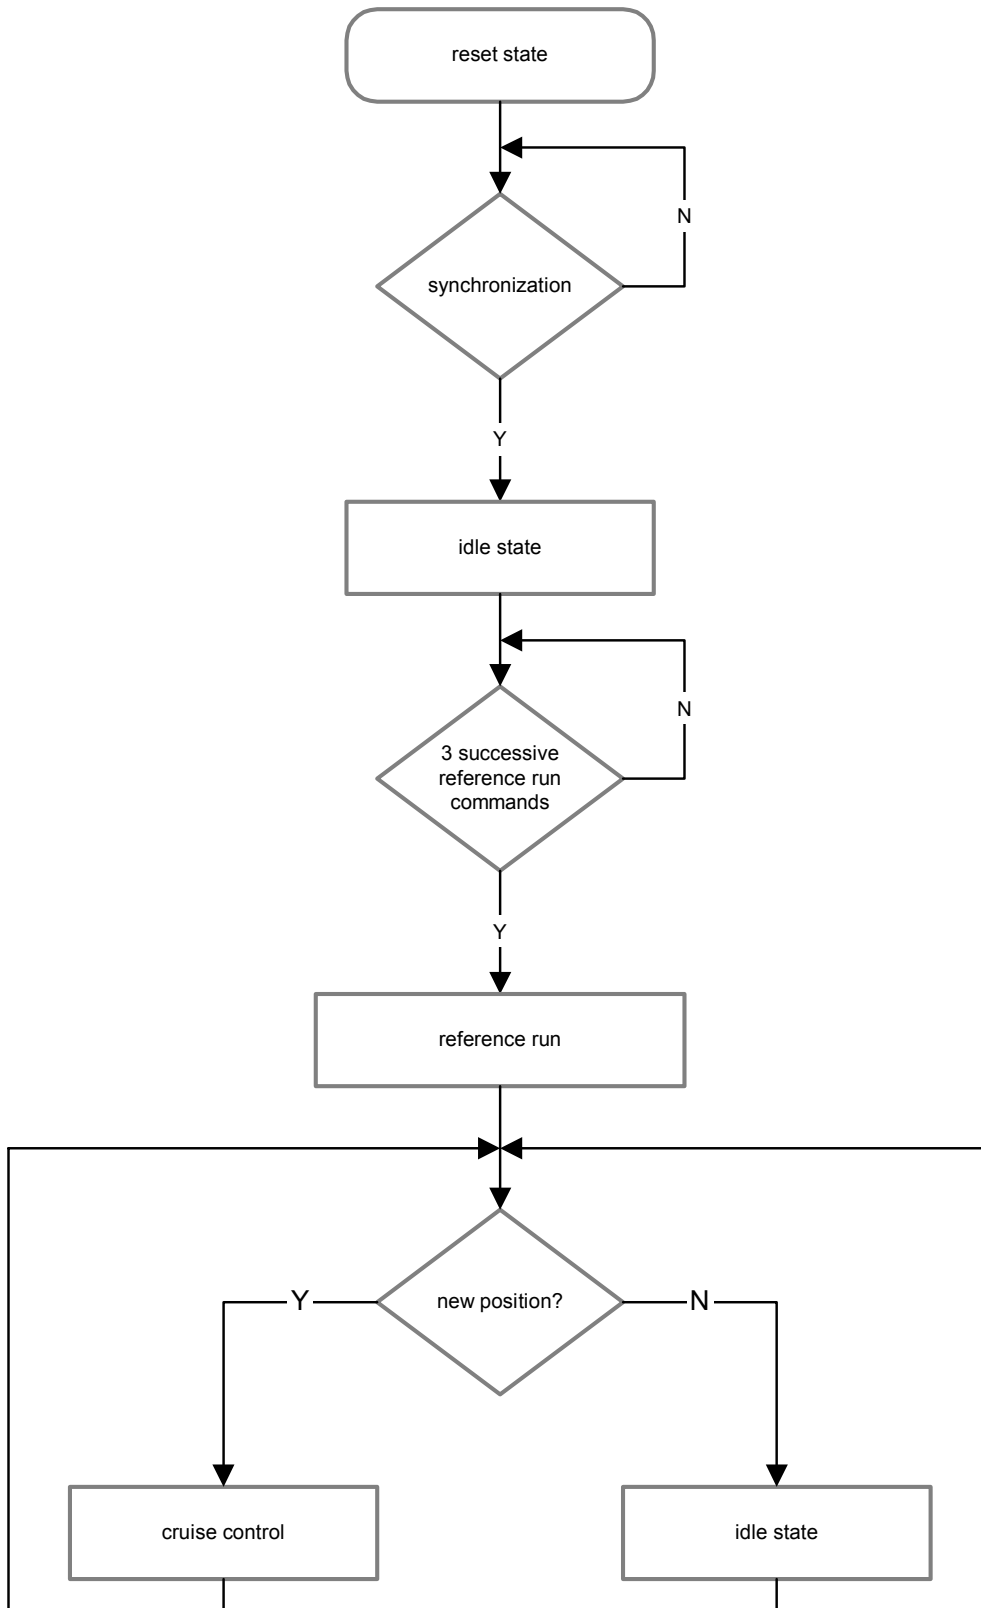 reset state
N
synchronization
Y
idle state
N
3 successive
reference run
commands
Y
reference run
Y
new position?
N
cruise control
idle state